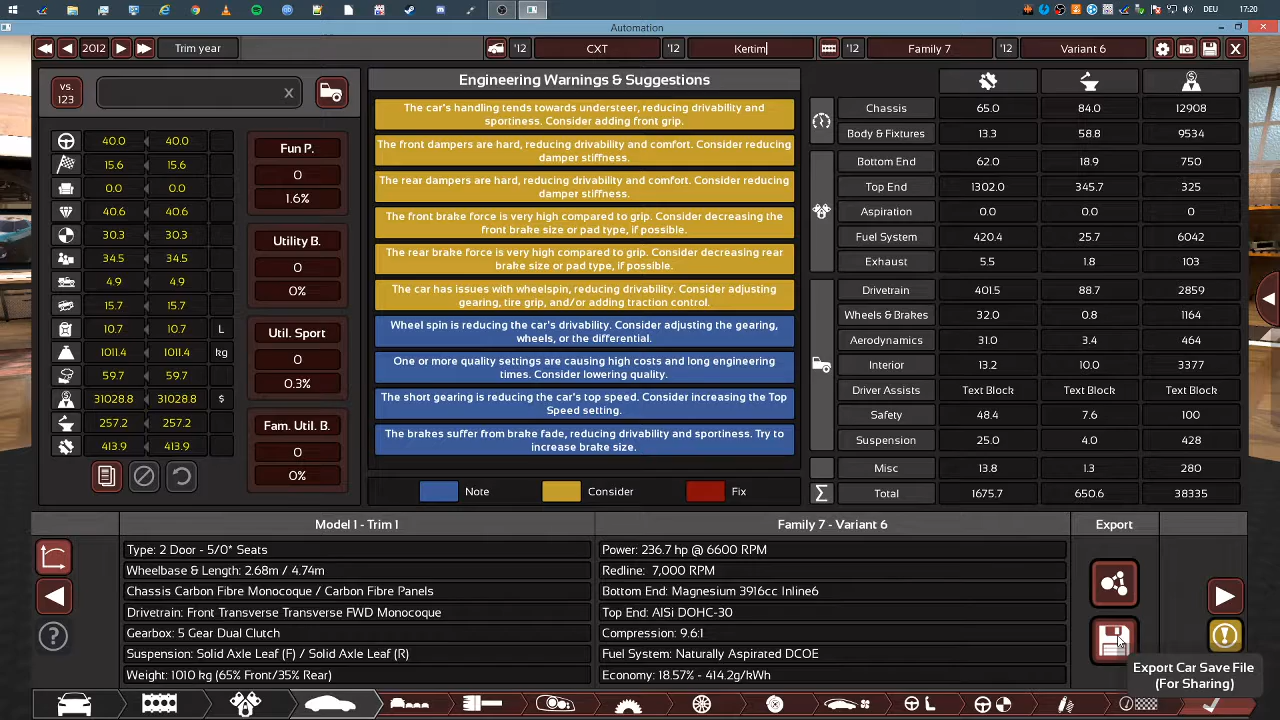 DEU
17:20
Automation
2012
Trim year
'12
CXT
'12
Kertim
'12
Family 7
'12
Variant 6
vs.
123
40.0 40.0
15.6 15.6
0.0 0.0
40.6 40.6
30.3 30.3
34.5 34.5
4.9 4.9
15.7 15.7
10.7 10.7 L
1011.4 1011.4 kg
59.7 59.7
31028.8 31028.8 $
257.2 257.2
413.9 413.9
Fun P.
0
1.6%
Utility B.
0
0%
Util. Sport
0
0.3%
Fam. Util. B.
0
0%
Engineering Warnings & Suggestions
The car's handling tends towards understeer, reducing drivability and
sportiness. Consider adding front grip.
The front dampers are hard, reducing drivability and comfort. Consider reducing
damper stiffness.
The rear dampers are hard, reducing drivability and comfort. Consider reducing
damper stiffness.
The front brake force is very high compared to grip. Consider decreasing the
front brake size or pad type, if possible.
The rear brake force is very high compared to grip. Consider decreasing rear
brake size or pad type, if possible.
The car has issues with wheelspin, reducing drivability. Consider adjusting
gearing, tire grip, and/or adding traction control.
Wheel spin is reducing the car's drivability. Consider adjusting the gearing,
wheels, or the differential.
One or more quality settings are causing high costs and long engineering
times. Consider lowering quality.
The short gearing is reducing the car's top speed. Consider increasing the Top
Speed setting.
The brakes suffer from brake fade, reducing drivability and sportiness. Try to
increase brake size.
Note
Consider
Fix
Chassis 65.0 84.0 12908
Body & Fixtures 13.3 58.8 9534
Bottom End 62.0 18.9 750
Top End 1382.0 345.7 325
Aspiration 0.0 0.0 0
Fuel System 420.4 25.7 6042
Exhaust 5.5 1.8 103
Drivetrain 401.5 88.7 2859
Wheels & Brakes 32.0 0.8 1164
Aerodynamics 31.0 3.4 464
Interior 13.2 10.0 3377
Driver Assists Text Block Text Block Text Block
Safety 48.4 7.6 100
Suspension 25.0 4.0 428
Misc 13.8 1.3 280
Σ Total 1675.7 650.6 38335
Model 1 - Trim 1
Type: 2 Door - 5/0* Seats
Wheelbase & Length: 2.68m / 4.74m
Chassis Carbon Fibre Monocoque / Carbon Fibre Panels
Drivetrain: Front Transverse Transverse FWD Monocoque
Gearbox: 5 Gear Dual Clutch
Suspension: Solid Axle Leaf (F) / Solid Axle Leaf (R)
Weight: 1010 kg (65% Front/35% Rear)
Family 7 - Variant 6
Power: 236.7 hp @ 6600 RPM
Redline: 7,000 RPM
Bottom End: Magnesium 3916cc Inline6
Top End: AlSi DOHC-30
Compression: 9.6:1
Fuel System: Naturally Aspirated DCOE
Economy: 18.57% - 414.2g/kWh
Export
Export Car Save File
(For Sharing)